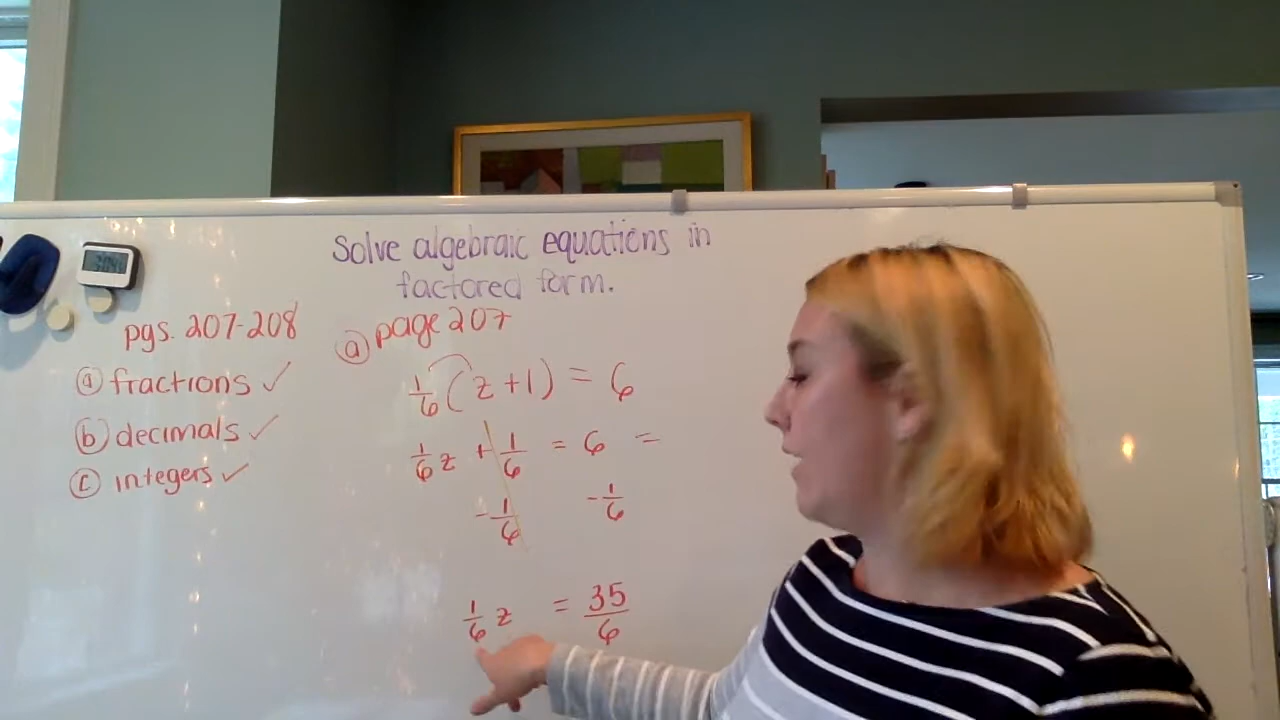 Solve algebraic equations in
factored form.
pgs. 207-208
ⓐ fractions ✓
ⓑ decimals ✓
ⓒ integers ✓
ⓐ page 207
1/6 (z+1) = 6
1/6 z + 1/6 = 6 =
- 1/6 - 1/6
1/6 z = 35/6